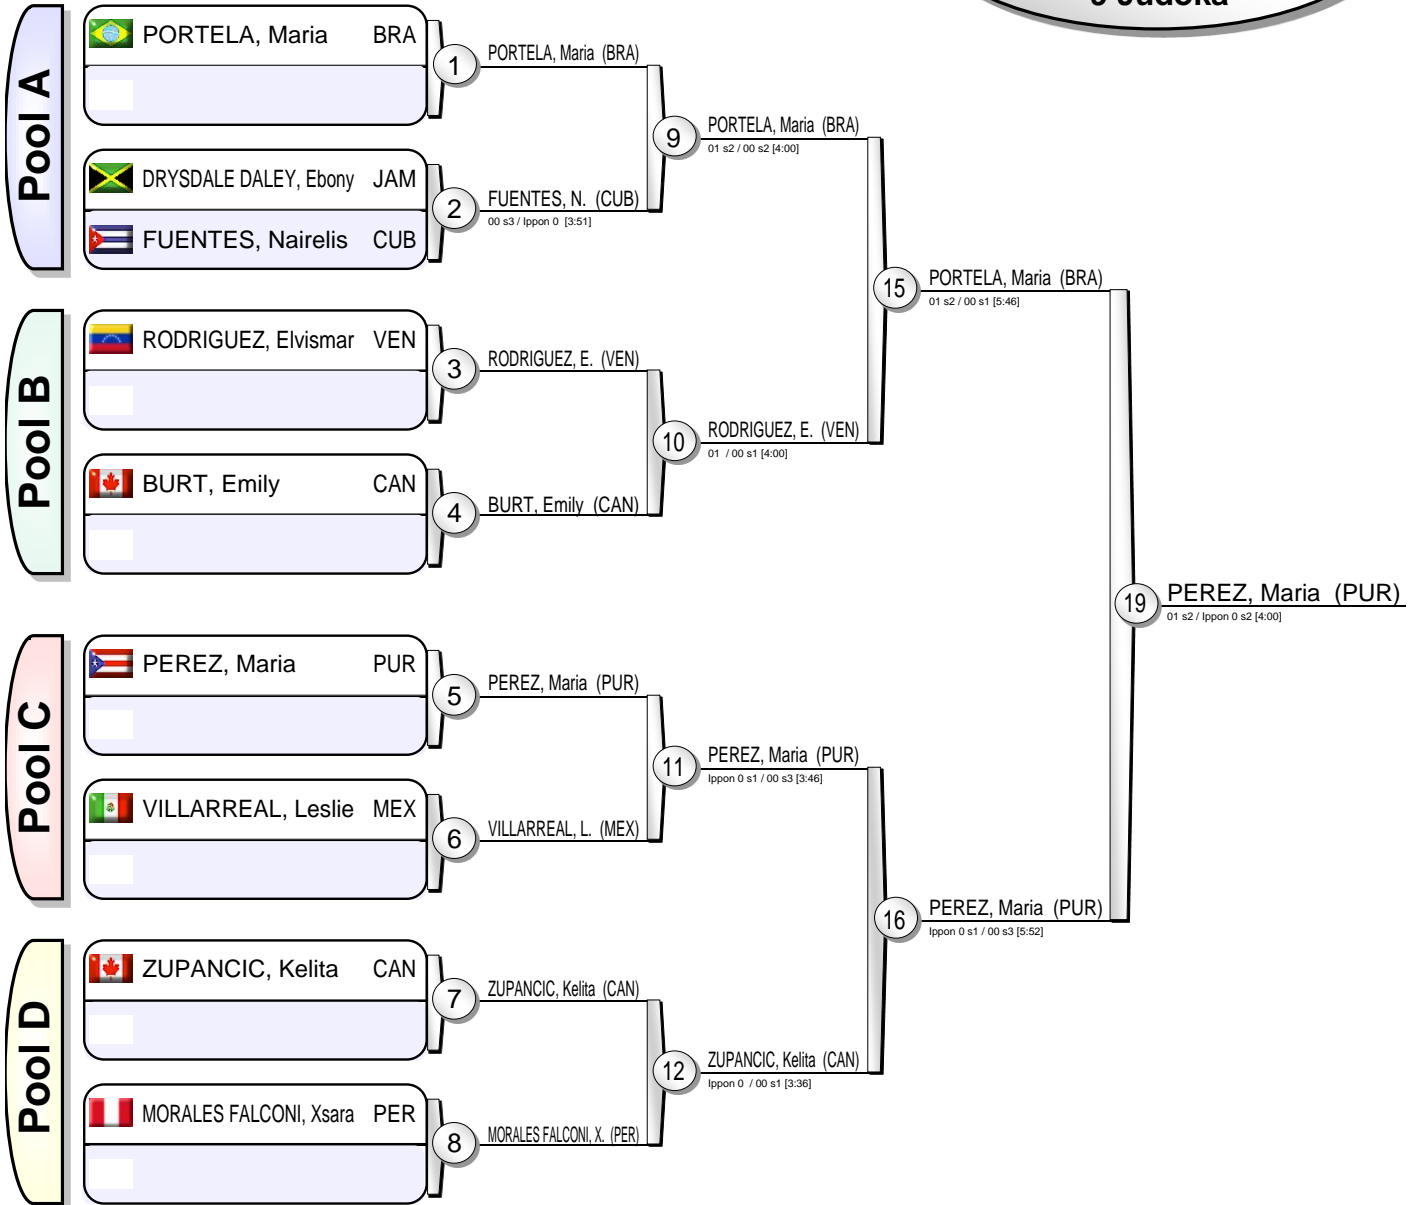 9 Judoka
Pool A
PORTELA, Maria BRA
DRYSDALE DALEY, Ebony JAM
FUENTES, Nairelis CUB
Pool B
RODRIGUEZ, Elvismar VEN
BURT, Emily CAN
Pool C
PEREZ, Maria PUR
VILLARREAL, Leslie MEX
Pool D
ZUPANCIC, Kelita CAN
MORALES FALCONI, Xsara PER
1
PORTELA, Maria (BRA)
2
FUENTES, N. (CUB)
00 s3 / Ippon 0 [3:51]
3
RODRIGUEZ, E. (VEN)
4
BURT, Emily (CAN)
5
PEREZ, Maria (PUR)
6
VILLARREAL, L. (MEX)
7
ZUPANCIC, Kelita (CAN)
8
MORALES FALCONI, X. (PER)
9
PORTELA, Maria (BRA)
01 s2 / 00 s2 [4:00]
10
RODRIGUEZ, E. (VEN)
01 / 00 s1 [4:00]
11
PEREZ, Maria (PUR)
Ippon 0 s1 / 00 s3 [3:46]
12
ZUPANCIC, Kelita (CAN)
Ippon 0 / 00 s1 [3:36]
15
PORTELA, Maria (BRA)
01 s2 / 00 s1 [5:46]
16
PEREZ, Maria (PUR)
Ippon 0 s1 / 00 s3 [5:52]
19
PEREZ, Maria (PUR)
01 s2 / Ippon 0 s2 [4:00]